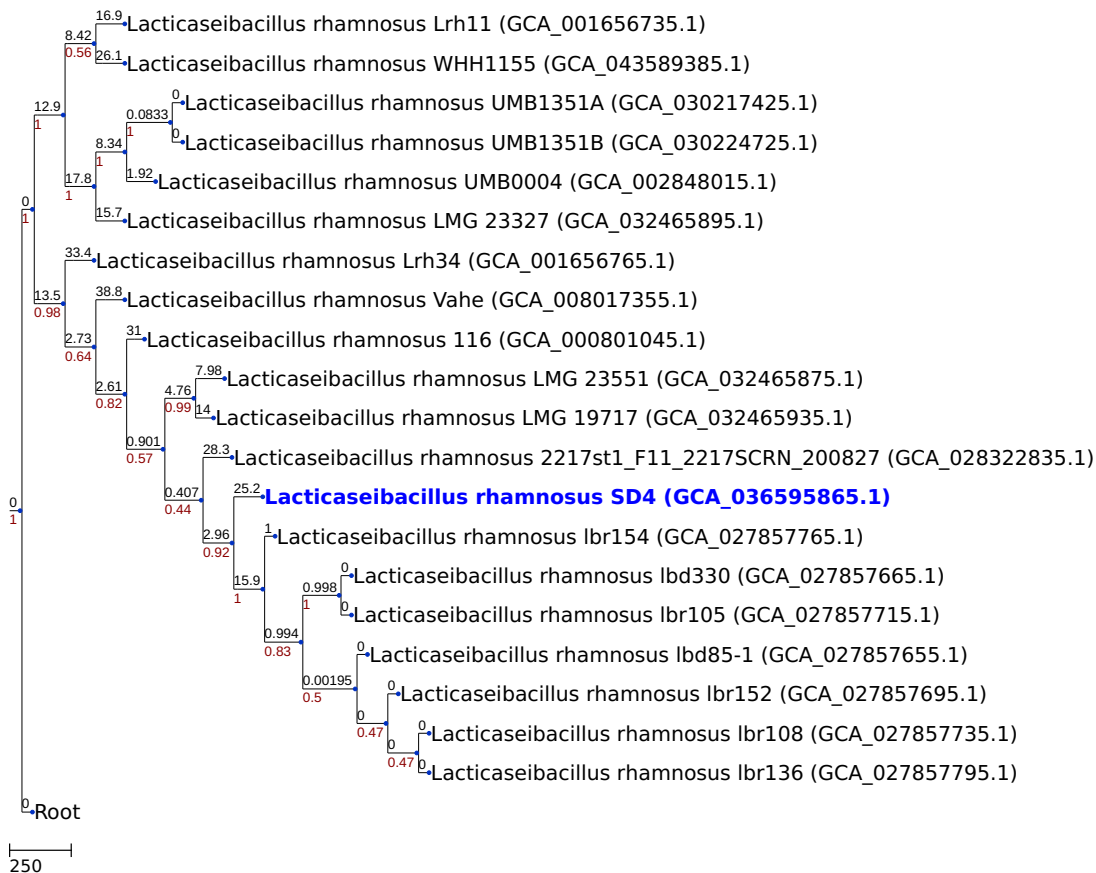 16.9 Lacticaseibacillus rhamnosus Lrh11 (GCA_001656735.1)
8.42
0.56
26.1 Lacticaseibacillus rhamnosus WHH1155 (GCA_043589385.1)
0 Lacticaseibacillus rhamnosus UMB1351A (GCA_030217425.1)
12.9
1
0.0833
1
0 Lacticaseibacillus rhamnosus UMB1351B (GCA_030224725.1)
8.34
1
1.92 Lacticaseibacillus rhamnosus UMB0004 (GCA_002848015.1)
17.8
1
15.7 Lacticaseibacillus rhamnosus LMG 23327 (GCA_032465895.1)
0
1
33.4 Lacticaseibacillus rhamnosus Lrh34 (GCA_001656765.1)
13.5
0.98
38.8 Lacticaseibacillus rhamnosus Vahe (GCA_008017355.1)
2.73
0.64
31 Lacticaseibacillus rhamnosus 116 (GCA_000801045.1)
7.98 Lacticaseibacillus rhamnosus LMG 23551 (GCA_032465875.1)
2.61
0.82
4.76
0.99
14 Lacticaseibacillus rhamnosus LMG 19717 (GCA_032465935.1)
0.901
0.57
28.3 Lacticaseibacillus rhamnosus 2217st1_F11_2217SCRN_200827 (GCA_028322835.1)
0.407
0.44
25.2 Lacticaseibacillus rhamnosus SD4 (GCA_036595865.1)
0
1
2.96
0.92
1 Lacticaseibacillus rhamnosus lbr154 (GCA_027857765.1)
15.9
1
0 Lacticaseibacillus rhamnosus lbd330 (GCA_027857665.1)
0.998
1
0 Lacticaseibacillus rhamnosus lbr105 (GCA_027857715.1)
0.994
0.83
0 Lacticaseibacillus rhamnosus lbd85-1 (GCA_027857655.1)
0.00195
0.5
0 Lacticaseibacillus rhamnosus lbr152 (GCA_027857695.1)
0
0.47
0 Lacticaseibacillus rhamnosus lbr108 (GCA_027857735.1)
0
0.47
0 Lacticaseibacillus rhamnosus lbr136 (GCA_027857795.1)
0 Root
250